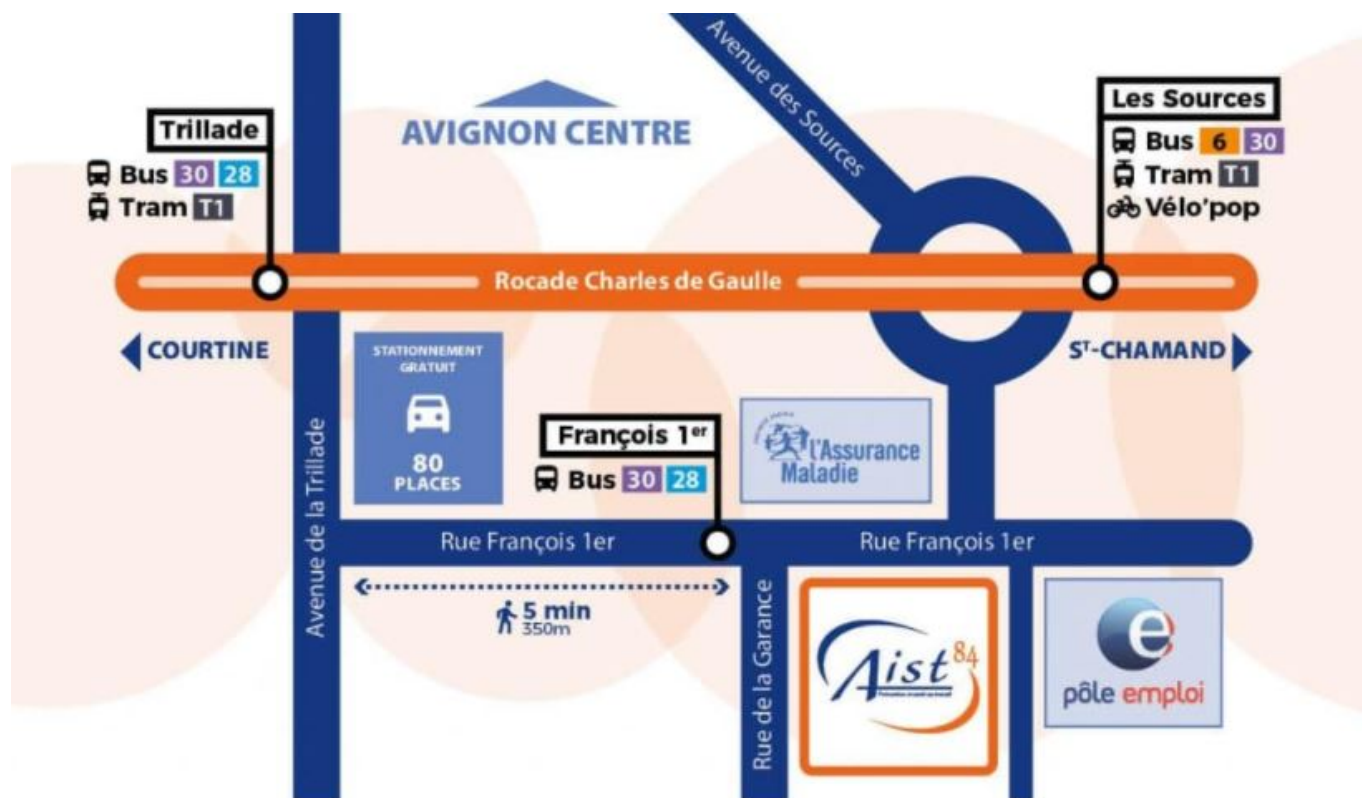 Trillade
Bus 30 28
Tram T1
AVIGNON CENTRE
Avenue des Sources
Les Sources
Bus 6 30
Tram T1
Vélo'pop
Rocade Charles de Gaulle
COURTINE
Sᵀ-CHAMAND
STATIONNEMENT
GRATUIT
80
PLACES
François 1er
Bus 30 28
l'Assurance
Maladie
Avenue de la Trillade
Rue François 1er
Rue François 1er
5 min
350m
Rue de la Garance
Aist 84
pôle emploi